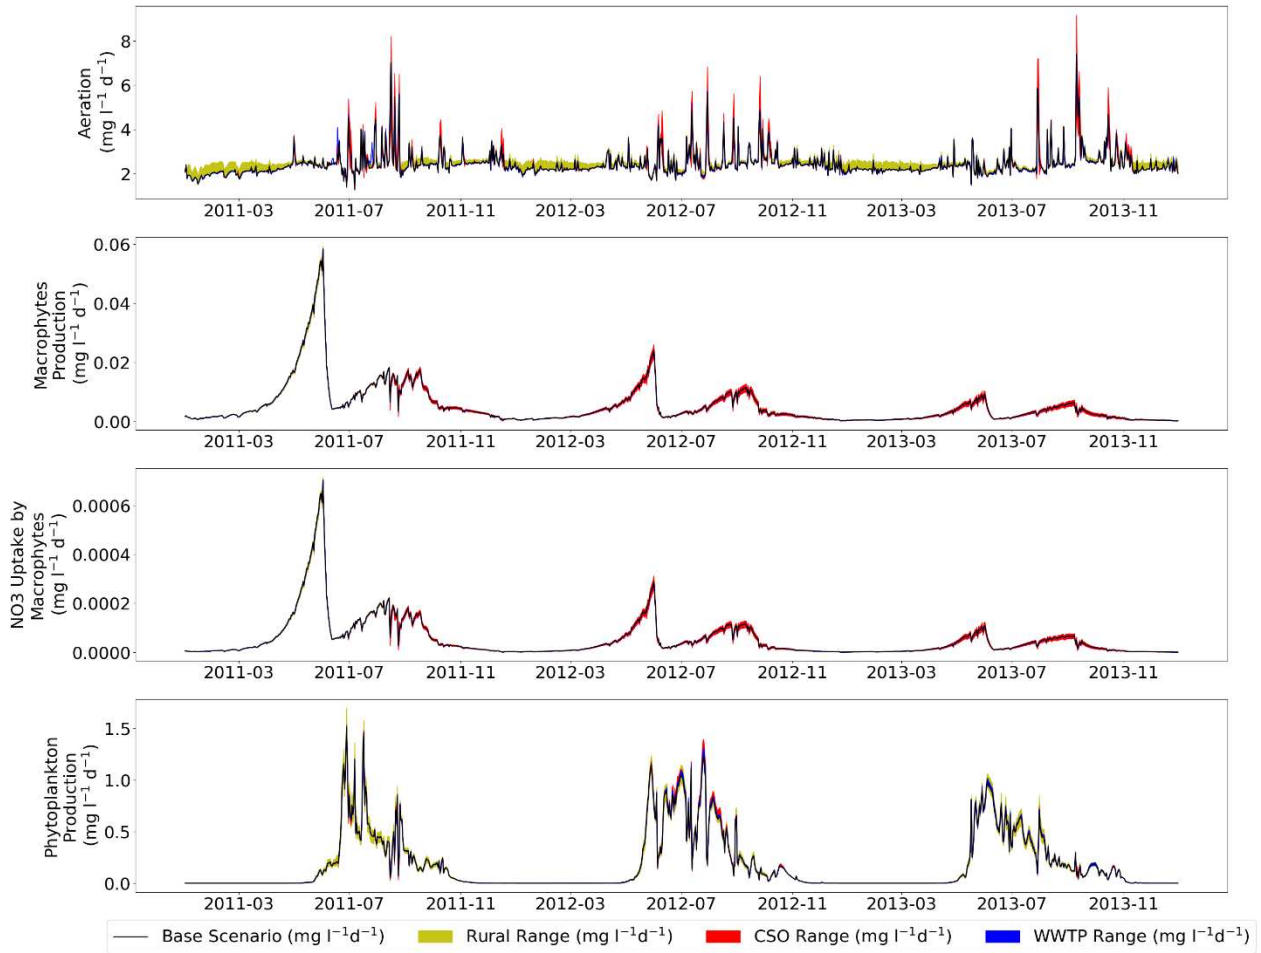 Aeration
(mg l⁻¹ d⁻¹)
8
6
4
2
2011-03 2011-07 2011-11 2012-03 2012-07 2012-11 2013-03 2013-07 2013-11
Macrophytes
Production
(mg l⁻¹ d⁻¹)
0.06
0.04
0.02
0.00
2011-03 2011-07 2011-11 2012-03 2012-07 2012-11 2013-03 2013-07 2013-11
NO3 Uptake by
Macrophytes
(mg l⁻¹ d⁻¹)
0.0006
0.0004
0.0002
0.0000
2011-03 2011-07 2011-11 2012-03 2012-07 2012-11 2013-03 2013-07 2013-11
Phytoplankton
Production
(mg l⁻¹ d⁻¹)
1.5
1.0
0.5
0.0
2011-03 2011-07 2011-11 2012-03 2012-07 2012-11 2013-03 2013-07 2013-11
Base Scenario (mg l⁻¹d⁻¹) Rural Range (mg l⁻¹d⁻¹) CSO Range (mg l⁻¹d⁻¹) WWTP Range (mg l⁻¹d⁻¹)